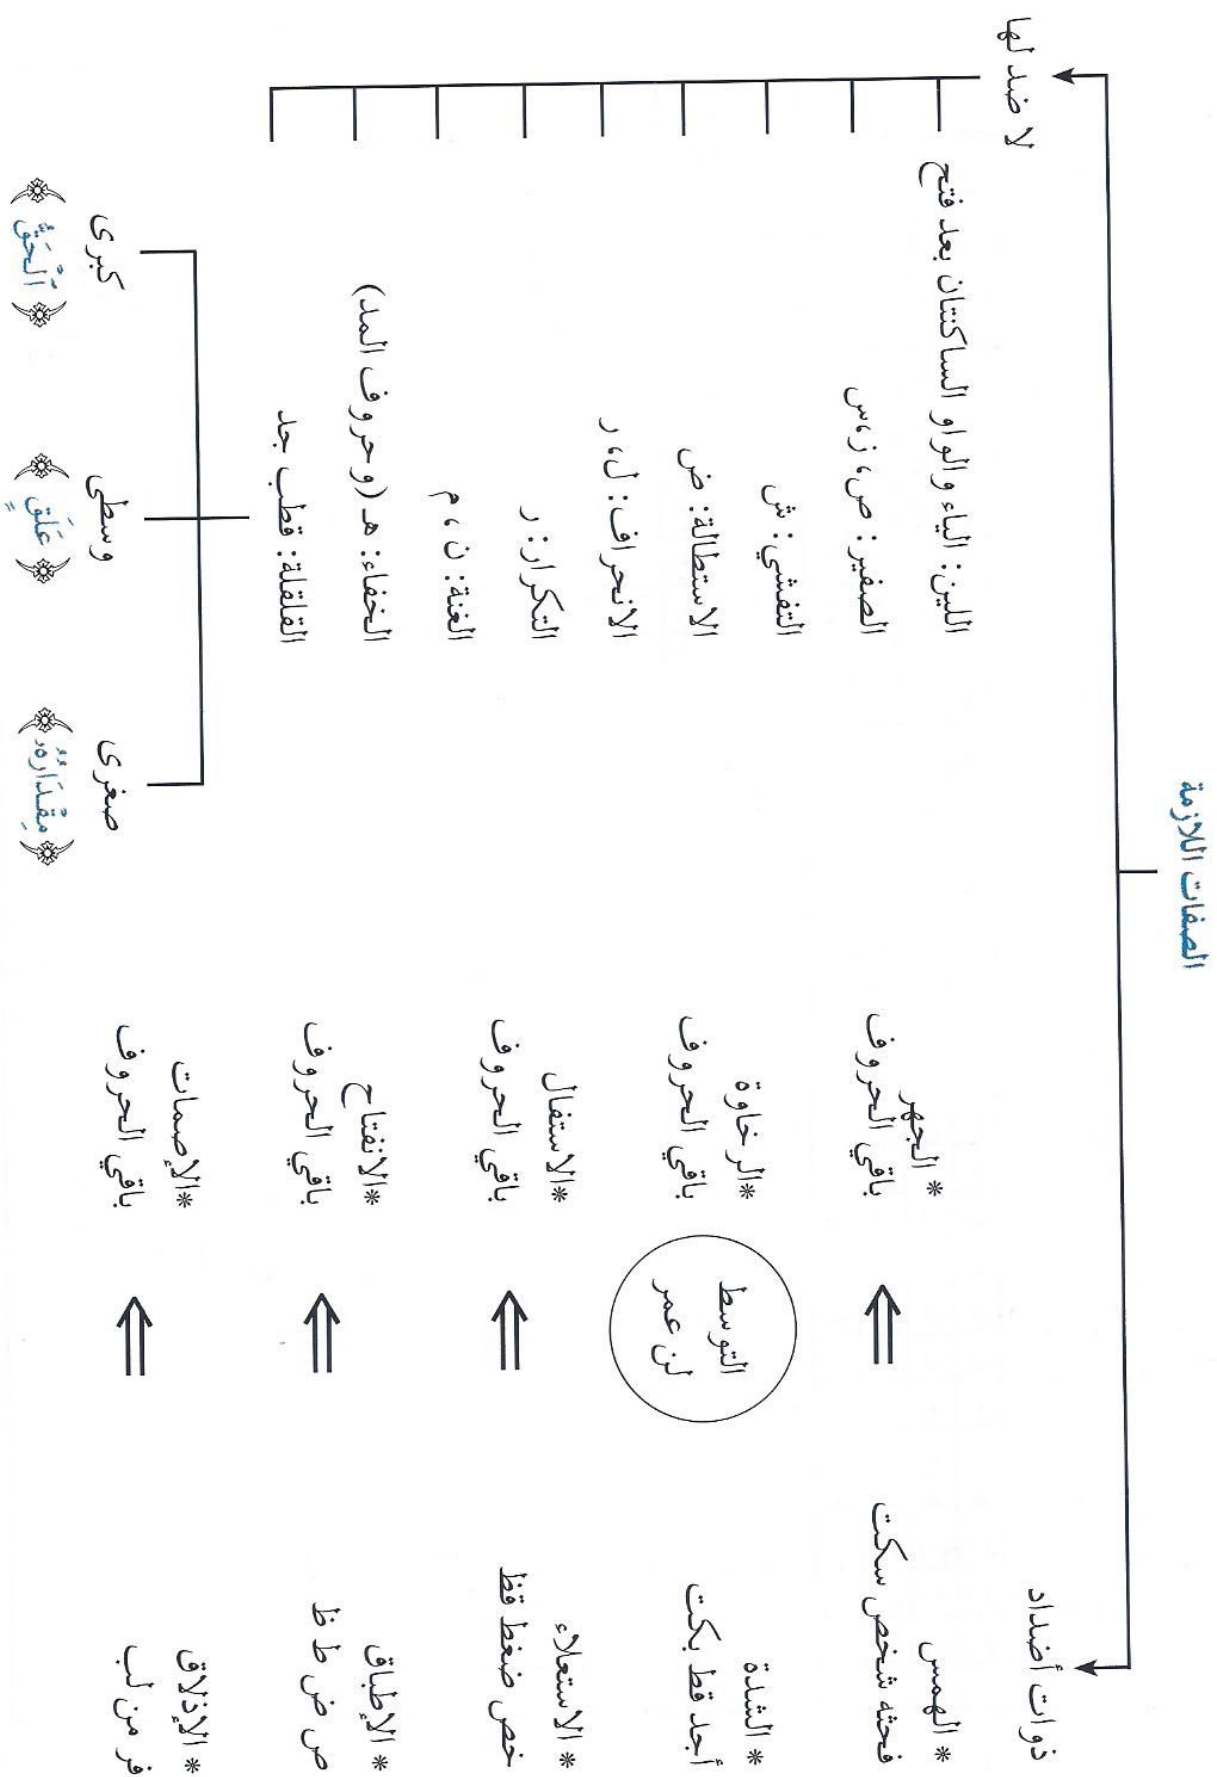 الصفات اللازمة
ذوات أضداد
* الهمس
فحثه شخص سكت
* الجهر
باقي الحروف
* الشدة
أجد قط بكت
التوسط
لن عمر
*الرخاوة
باقي الحروف
* الاستعلاء
خص ضغط قظ
*الاستفال
باقي الحروف
* الإطباق
ص ض ط ظ
*الانفتاح
باقي الحروف
* الإذلاق
فر من لب
*الإصمات
باقي الحروف
لا ضد لها
اللين: الياء والواو الساكنتان بعد فتح
الصفير: ص، ز، س
التفشي: ش
الاستطالة: ض
الانحراف: ل، ر
التكرار: ر
الغنة: ن، م
الخفاء: هـ (وحروف المد)
القلقلة: قطب جد
صغرى
﴿مِقْدَارُهُۥ﴾
وسطى
﴿عَلَقٍ﴾
كبرى
﴿ٱلْحَقُّ﴾